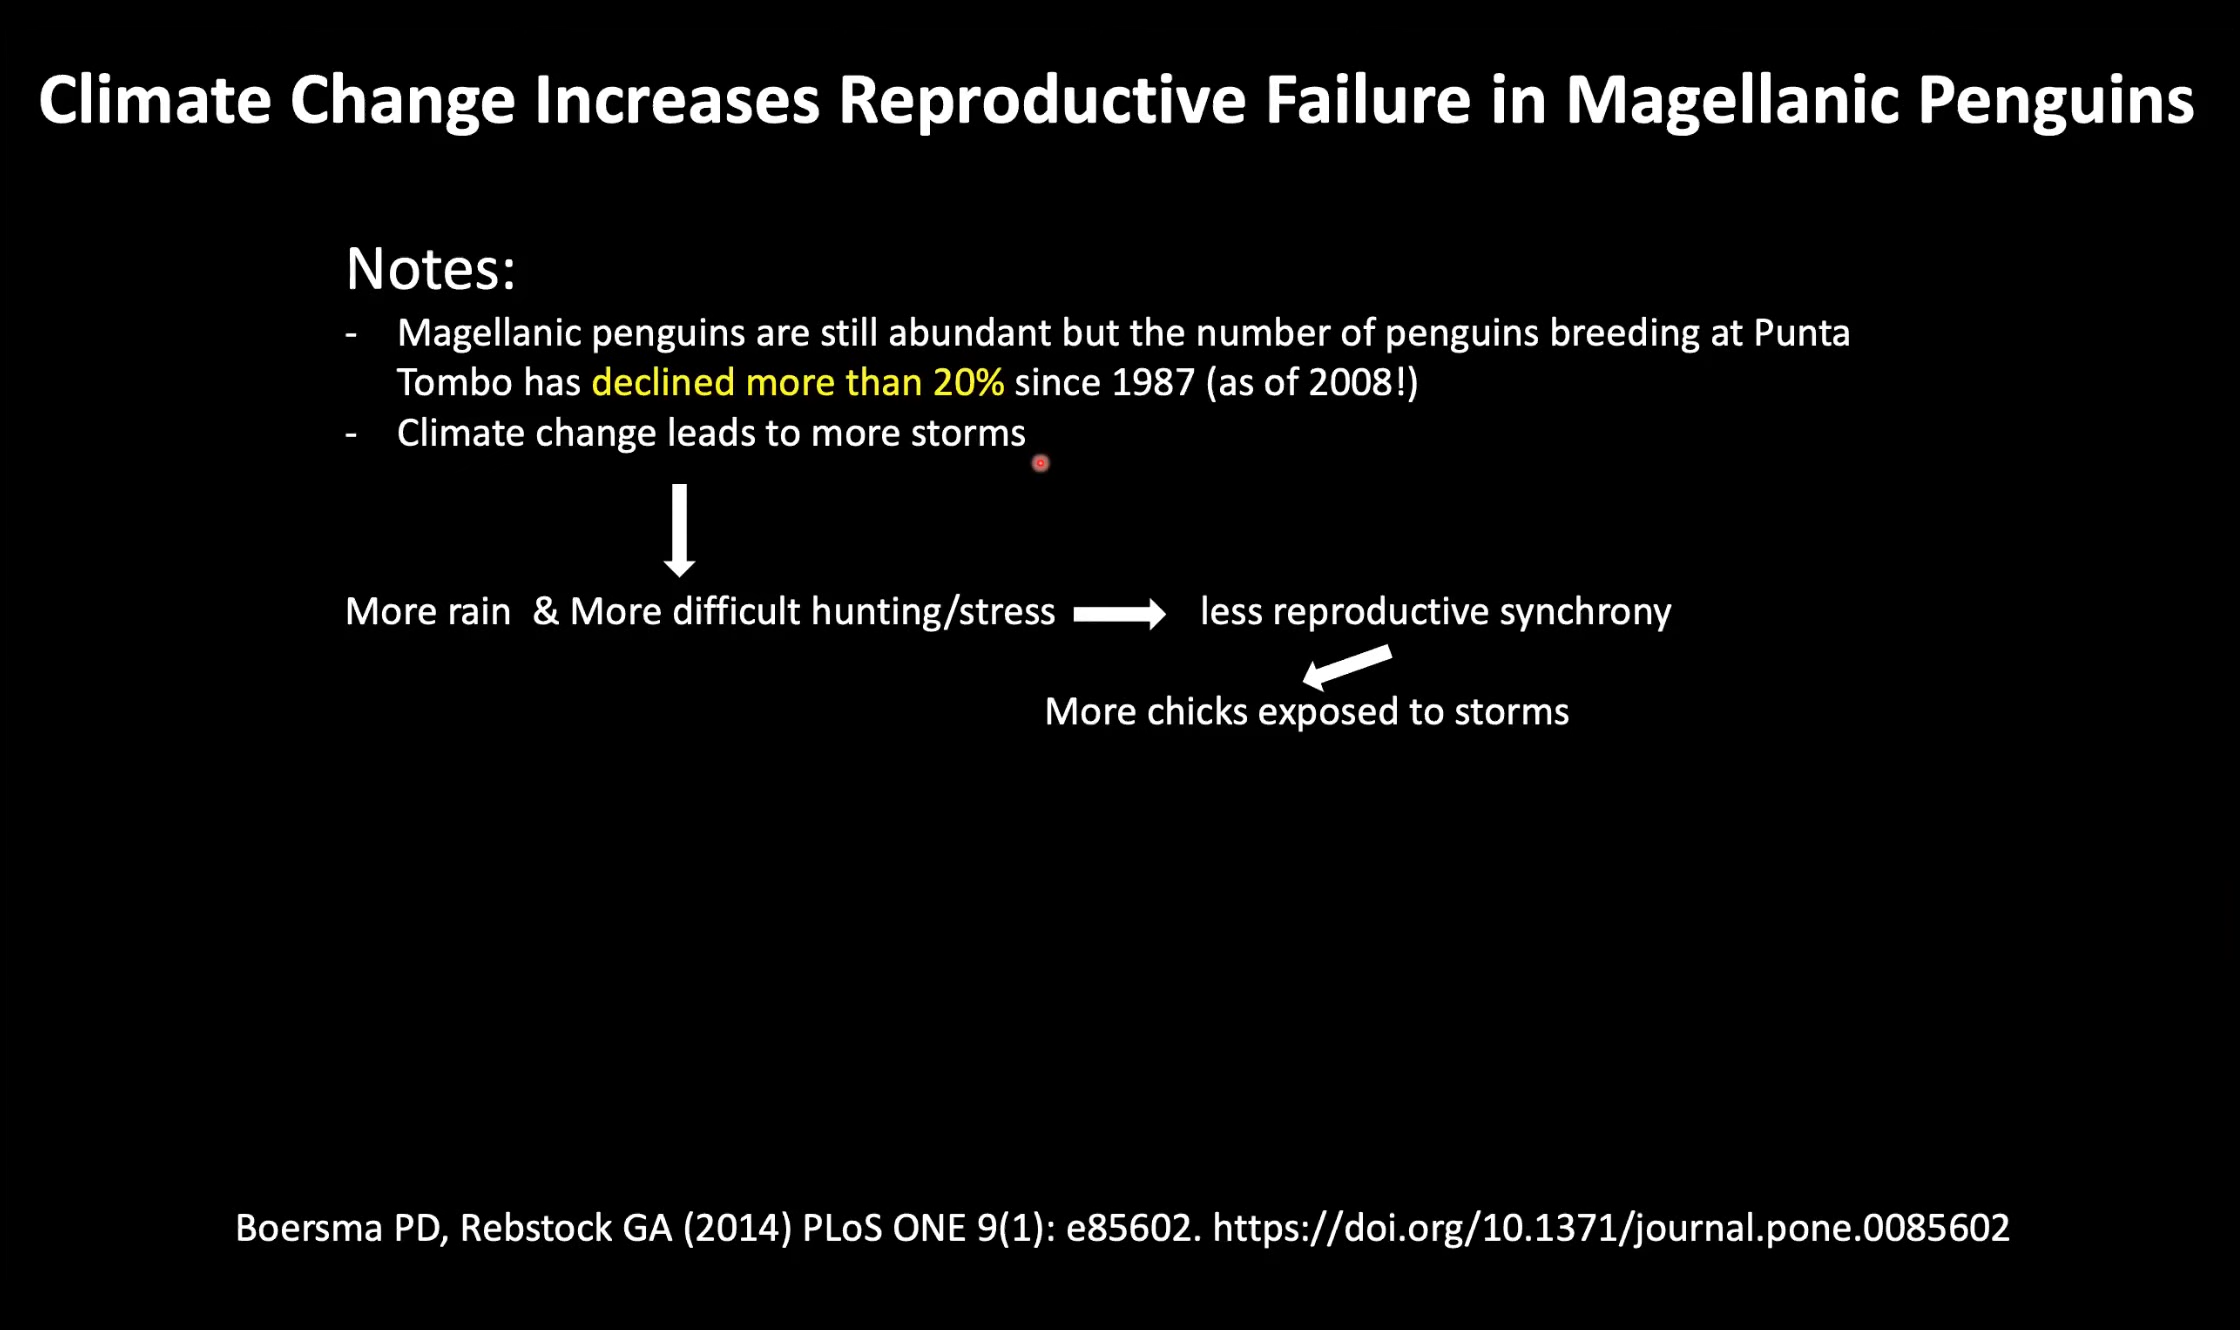 Climate Change Increases Reproductive Failure in Magellanic Penguins
Notes:
- Magellanic penguins are still abundant but the number of penguins breeding at Punta
Tombo has declined more than 20% since 1987 (as of 2008!)
- Climate change leads to more storms
More rain & More difficult hunting/stress
less reproductive synchrony
More chicks exposed to storms
Boersma PD, Rebstock GA (2014) PLoS ONE 9(1): e85602. https://doi.org/10.1371/journal.pone.0085602